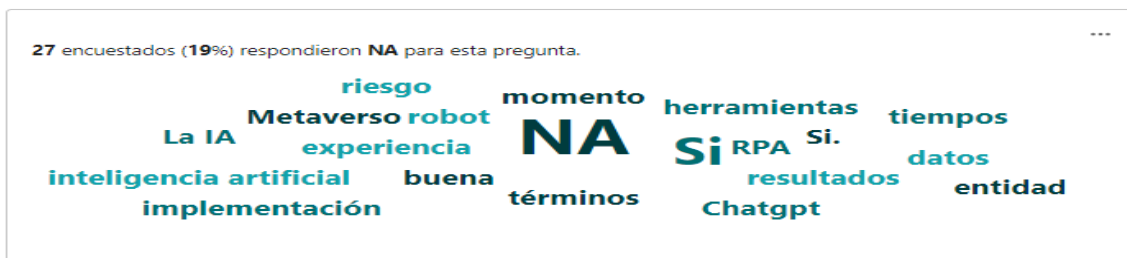 ...
27 encuestados (19%) respondieron NA para esta pregunta.
riesgo
momento
herramientas
tiempos
Metaverso robot
La IA
NA
Si RPA Si.
experiencia
datos
inteligencia artificial
buena
resultados
entidad
términos
implementación
Chatgpt